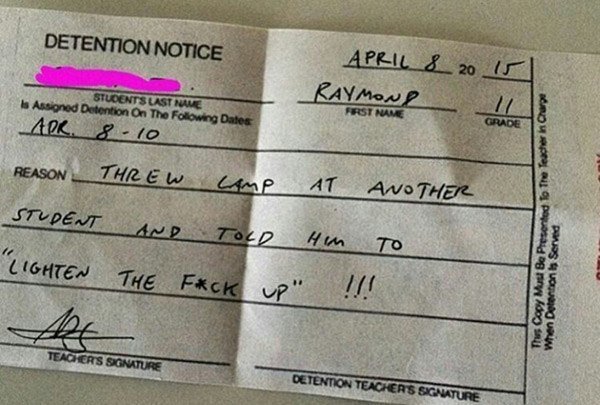 DETENTION NOTICE
APRIL 8 20 15
STUDENT'S LAST NAME
RAYMOND 11
FIRST NAME GRADE
Is Assigned Detention On The Following Dates:
APR. 8-10
REASON THREW LAMP AT ANOTHER
STUDENT AND TOLD HIM TO
"LIGHTEN THE F*CK UP" !!!
TEACHER'S SIGNATURE
DETENTION TEACHER'S SIGNATURE
This Copy Must Be Presented To The Teacher in Charge
When Detention Is Served